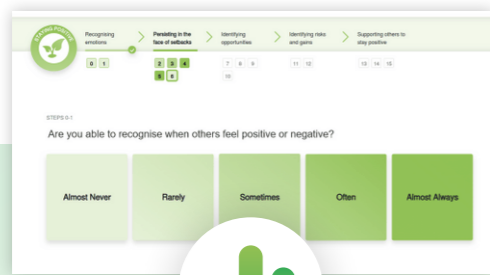 STAYING POSITIVE
Recognising
emotions
Persisting in the
face of setbacks
Identifying
opportunities
Identifying risks
and gains
Supporting others to
stay positive
0 1
2 3 4
5 6
7 8 9
10
11 12
13 14 15
STEPS 0-1
Are you able to recognise when others feel positive or negative?
Almost Never
Rarely
Sometimes
Often
Almost Always